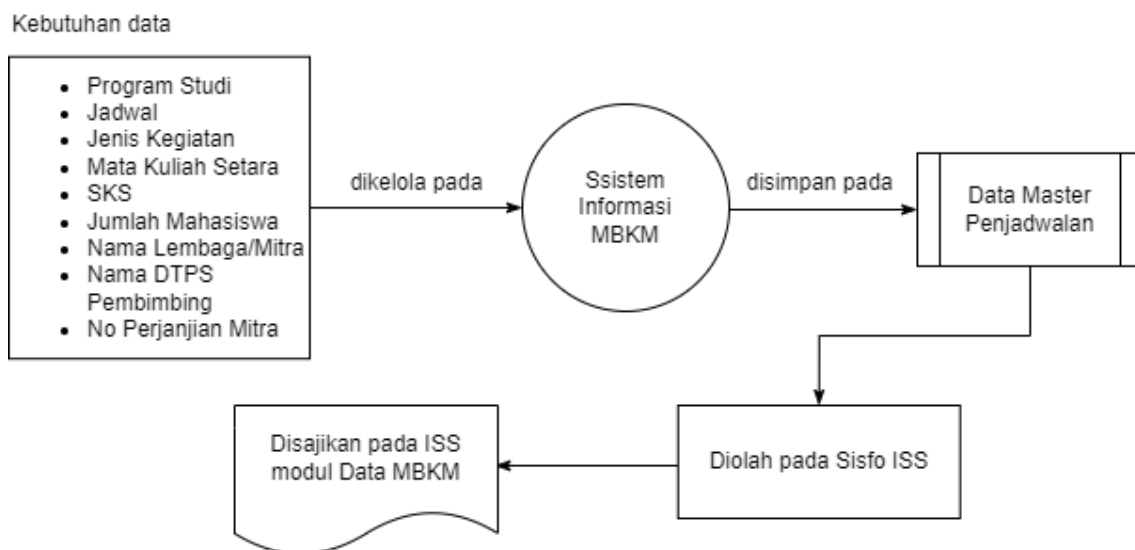 Kebutuhan data
• Program Studi
• Jadwal
• Jenis Kegiatan
• Mata Kuliah Setara
• SKS
• Jumlah Mahasiswa
• Nama Lembaga/Mitra
• Nama DTPS
Pembimbing
• No Perjanjian Mitra
dikelola pada
Ssistem
Informasi
MBKM
disimpan pada
Data Master
Penjadwalan
Diolah pada Sisfo ISS
Disajikan pada ISS
modul Data MBKM